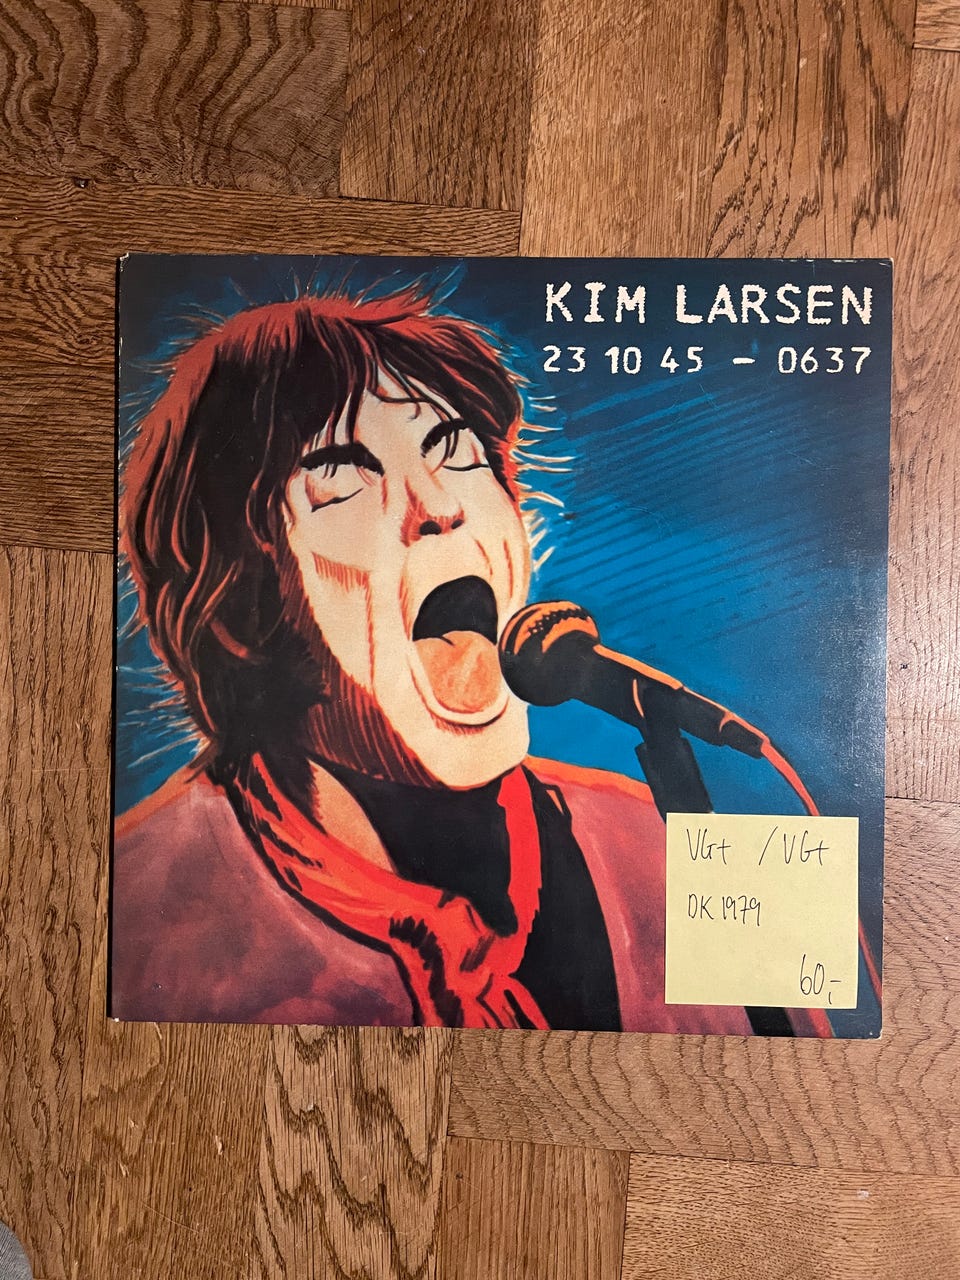 KIM LARSEN
23 10 45 – 0637
VG+ / VG+
DK 1979
60,-